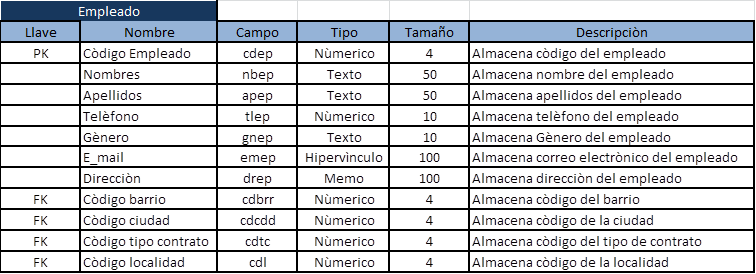 Empleado
Llave Nombre Campo Tipo Tamaño Descripciòn
PK Còdigo Empleado cdep Nùmerico 4 Almacena còdigo del empleado
Nombres nbep Texto 50 Almacena nombre del empleado
Apellidos apep Texto 50 Almacena apellidos del empleado
Telèfono tlep Nùmerico 10 Almacena telèfono del empleado
Gènero gnep Texto 10 Almacena Gènero del empleado
E_mail emep Hipervìnculo 100 Almacena correo electrònico del empleado
Direcciòn drep Memo 100 Almacena direcciòn del empleado
FK Còdigo barrio cdbrr Nùmerico 4 Almacena còdigo del barrio
FK Còdigo ciudad cdcdd Nùmerico 4 Almacena còdigo de la ciudad
FK Còdigo tipo contrato cdtc Nùmerico 4 Almacena còdigo del tipo de contrato
FK Còdigo localidad cdl Nùmerico 4 Almacena còdigo de la localidad